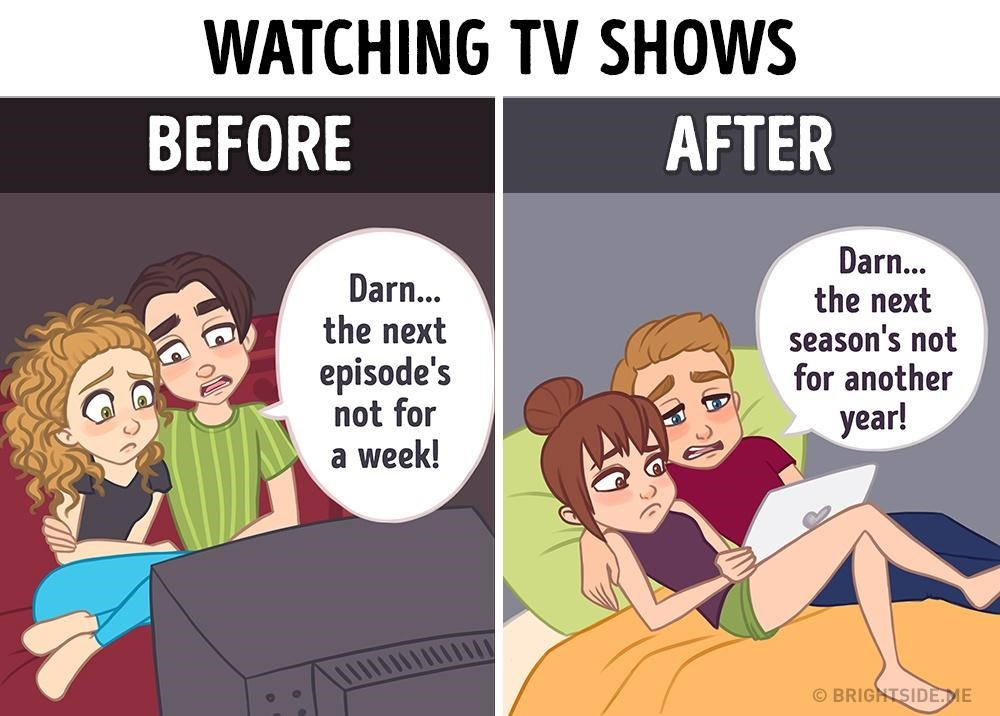 WATCHING TV SHOWS
BEFORE
Darn...
the next
episode's
not for
a week!
AFTER
Darn...
the next
season's not
for another
year!
© BRIGHTSIDE.ME